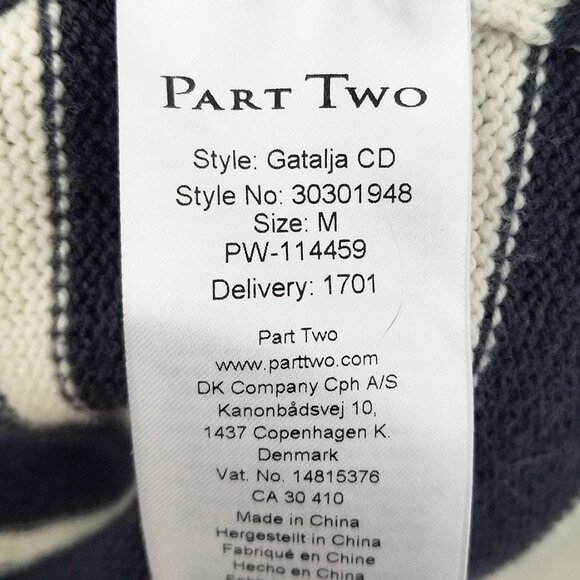 PART TWO
Style: Gatalja CD
Style No: 30301948
Size: M
PW-114459
Delivery: 1701
Part Two
www.parttwo.com
DK Company Cph A/S
Kanonbådsvej 10,
1437 Copenhagen K.
Denmark
Vat. No. 14815376
CA 30 410
Made in China
Hergestellt in China
Fabriqué en Chine
Hecho en China